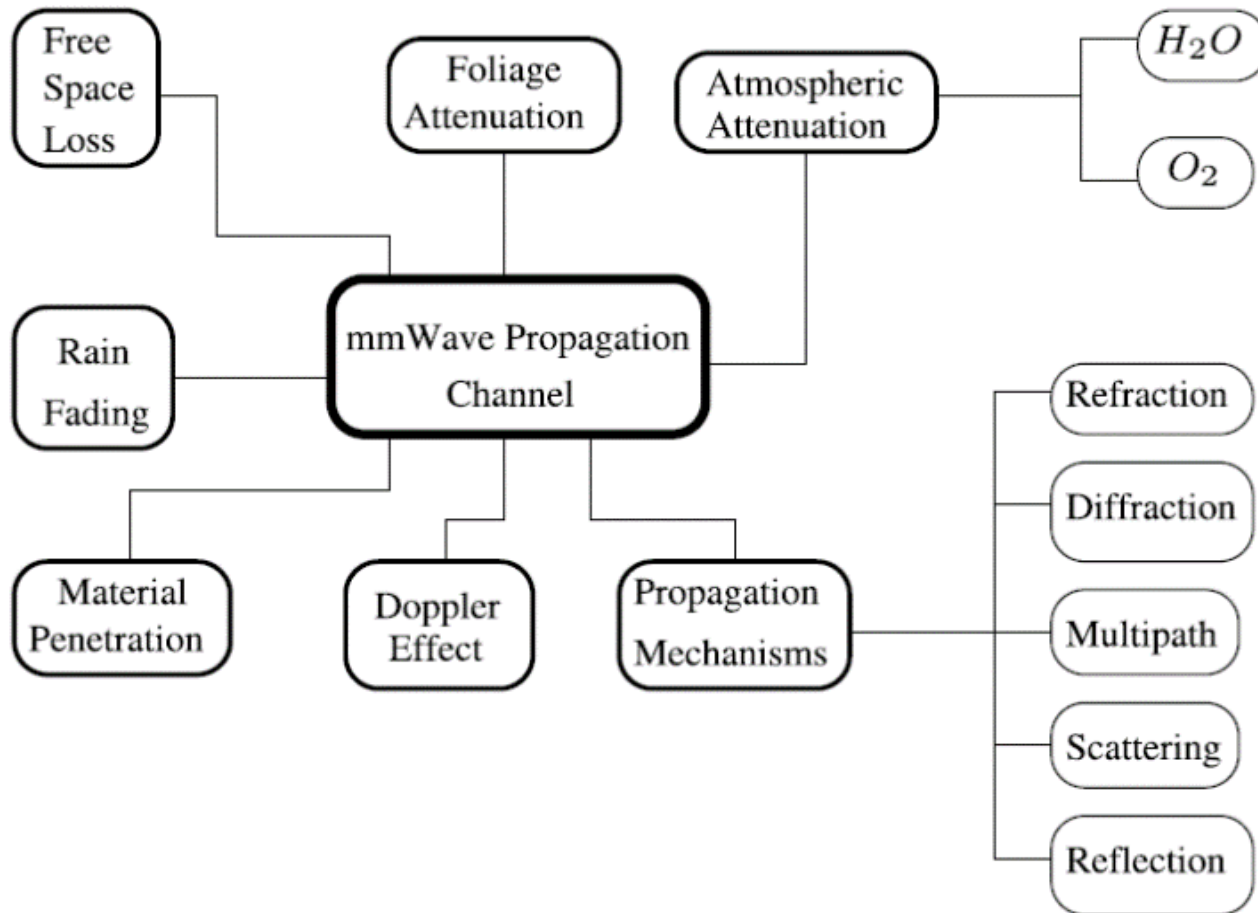 Free
Space
Loss
Foliage
Attenuation
Atmospheric
Attenuation
H₂O
O₂
mmWave Propagation
Channel
Rain
Fading
Material
Penetration
Doppler
Effect
Propagation
Mechanisms
Refraction
Diffraction
Multipath
Scattering
Reflection